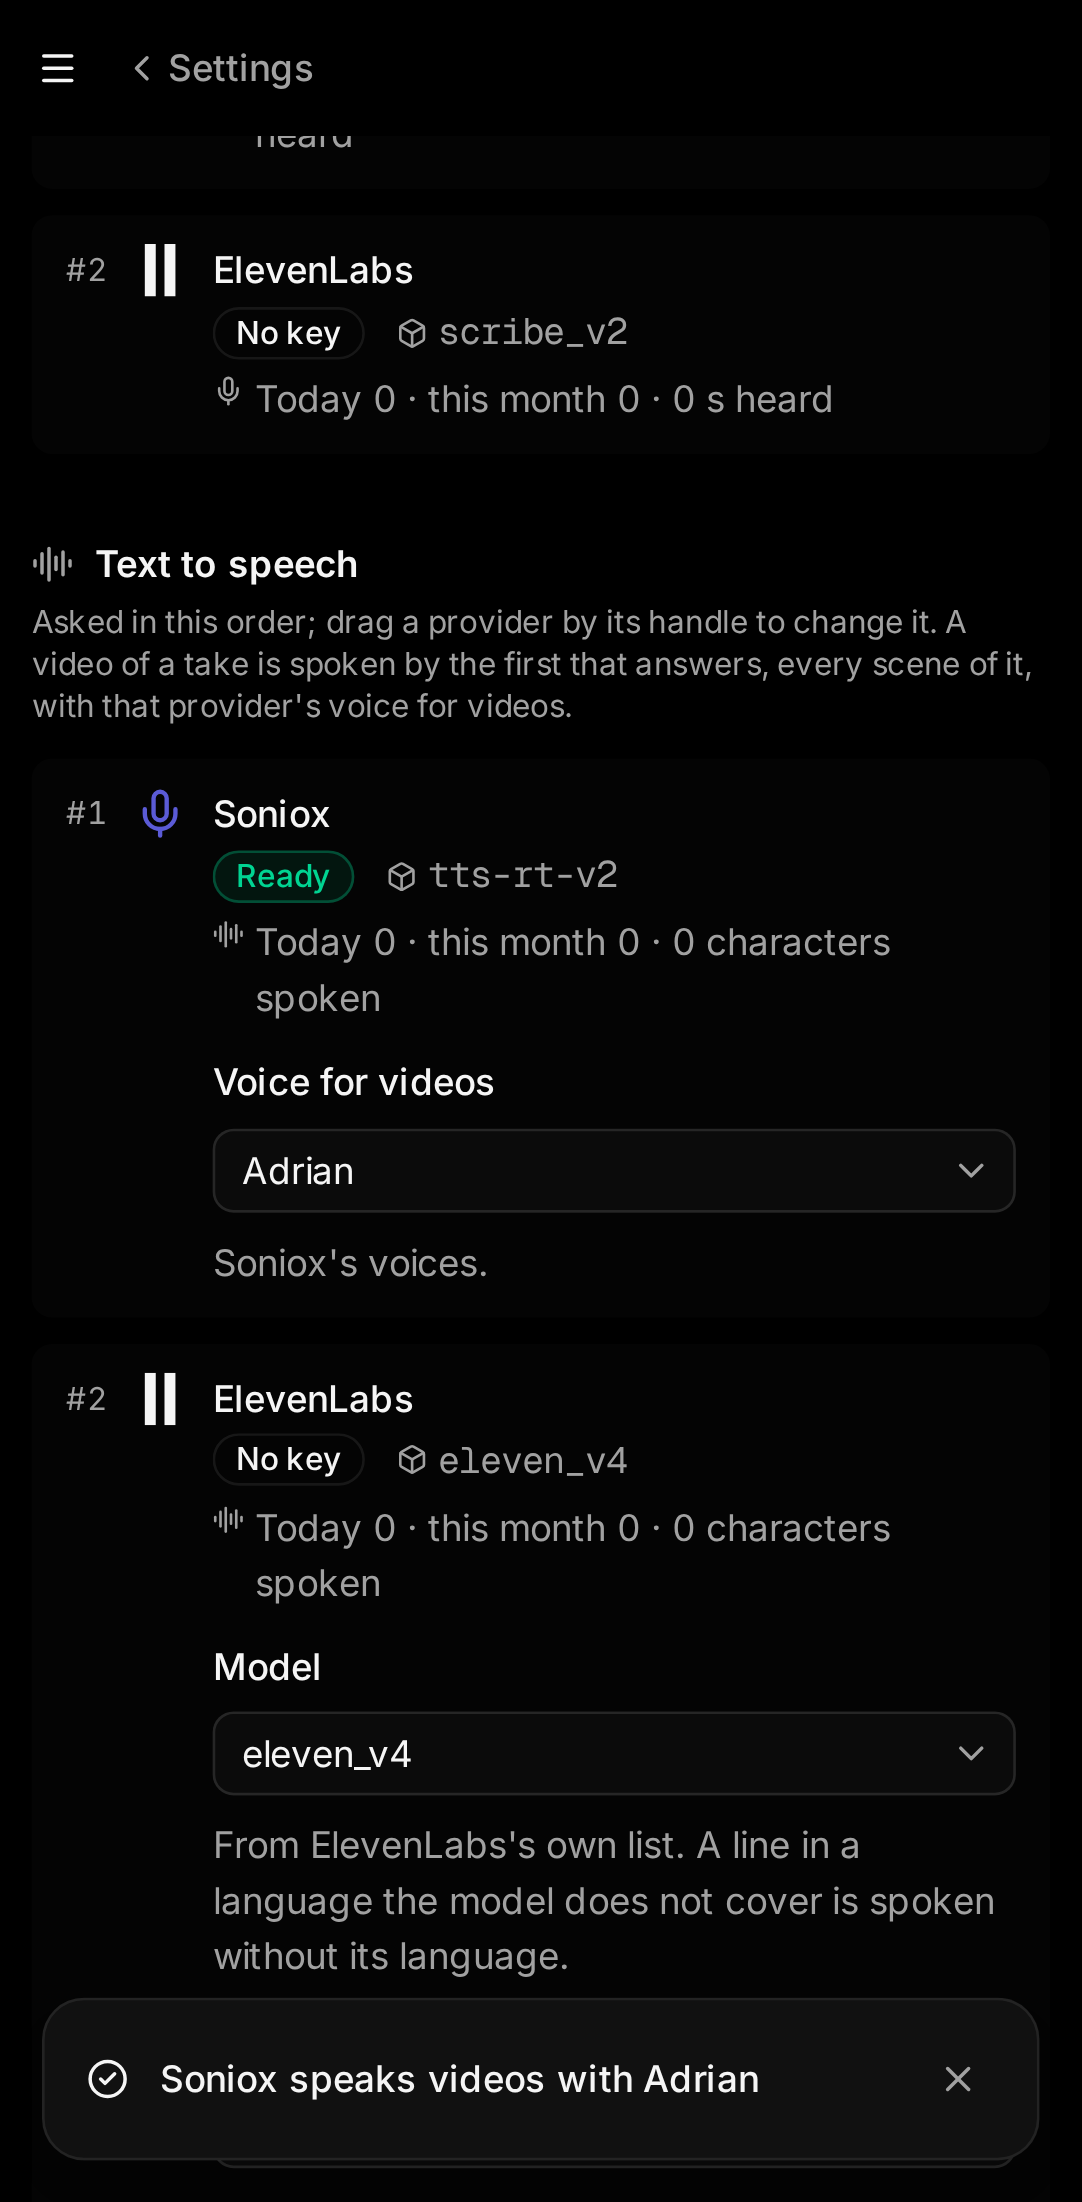 Settings
heard
#2 ElevenLabs
No key scribe_v2
Today 0 · this month 0 · 0 s heard
Text to speech
Asked in this order; drag a provider by its handle to change it. A
video of a take is spoken by the first that answers, every scene of it,
with that provider's voice for videos.
#1 Soniox
Ready tts-rt-v2
Today 0 · this month 0 · 0 characters
spoken
Voice for videos
Adrian
Soniox's voices.
#2 ElevenLabs
No key eleven_v4
Today 0 · this month 0 · 0 characters
spoken
Model
eleven_v4
From ElevenLabs's own list. A line in a
language the model does not cover is spoken
without its language.
Soniox speaks videos with Adrian